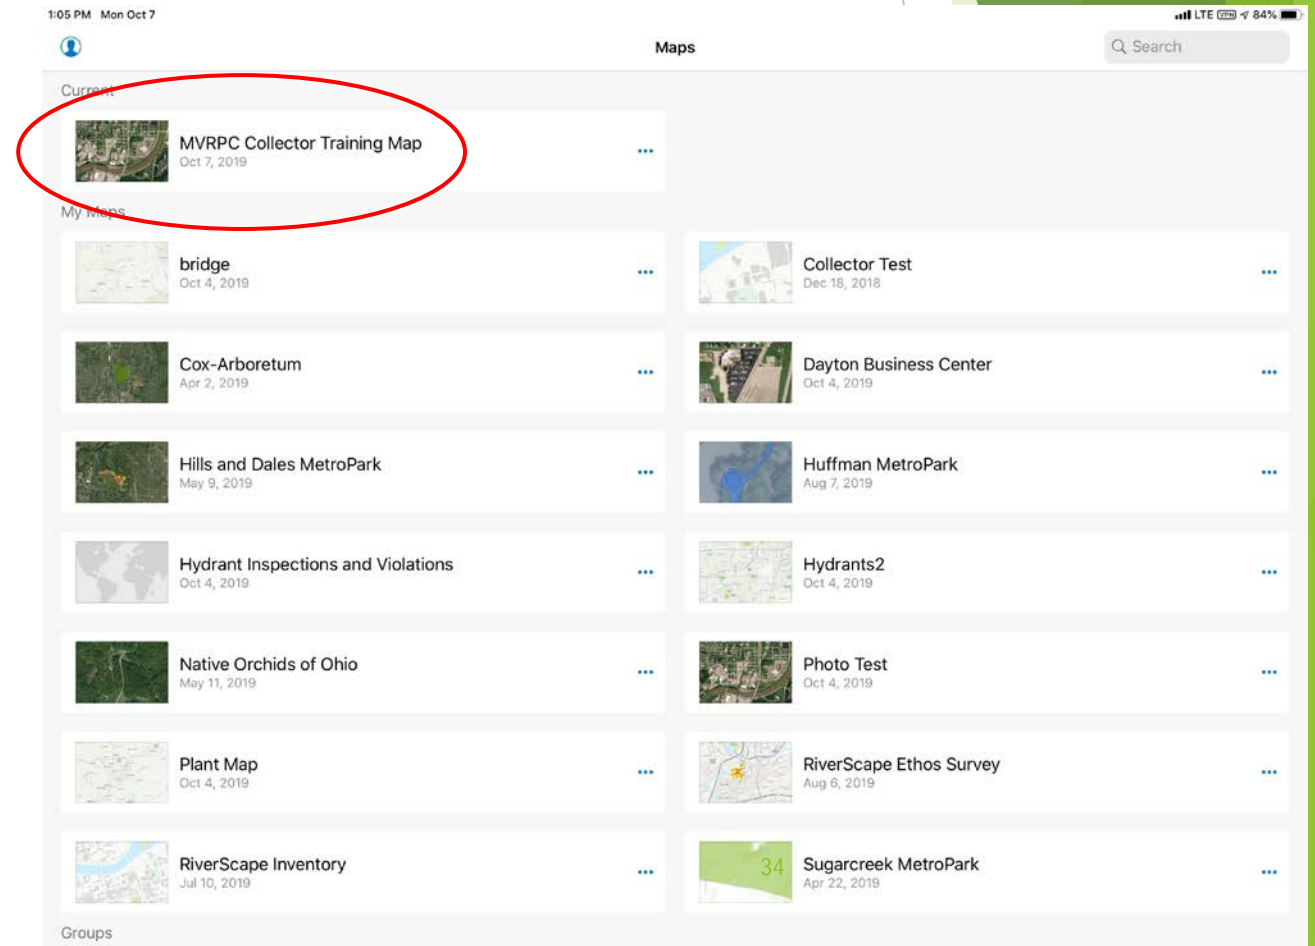 1:05 PM Mon Oct 7
LTE VPN 84%
Maps
Search
Current
MVRPC Collector Training Map
Oct 7, 2019
My Maps
bridge
Oct 4, 2019
Collector Test
Dec 18, 2018
Cox-Arboretum
Apr 2, 2019
Dayton Business Center
Oct 4, 2019
Hills and Dales MetroPark
May 9, 2019
Huffman MetroPark
Aug 7, 2019
Hydrant Inspections and Violations
Oct 4, 2019
Hydrants2
Oct 4, 2019
Native Orchids of Ohio
May 11, 2019
Photo Test
Oct 4, 2019
Plant Map
Oct 4, 2019
RiverScape Ethos Survey
Aug 6, 2019
RiverScape Inventory
Jul 10, 2019
34
Sugarcreek MetroPark
Apr 22, 2019
Groups